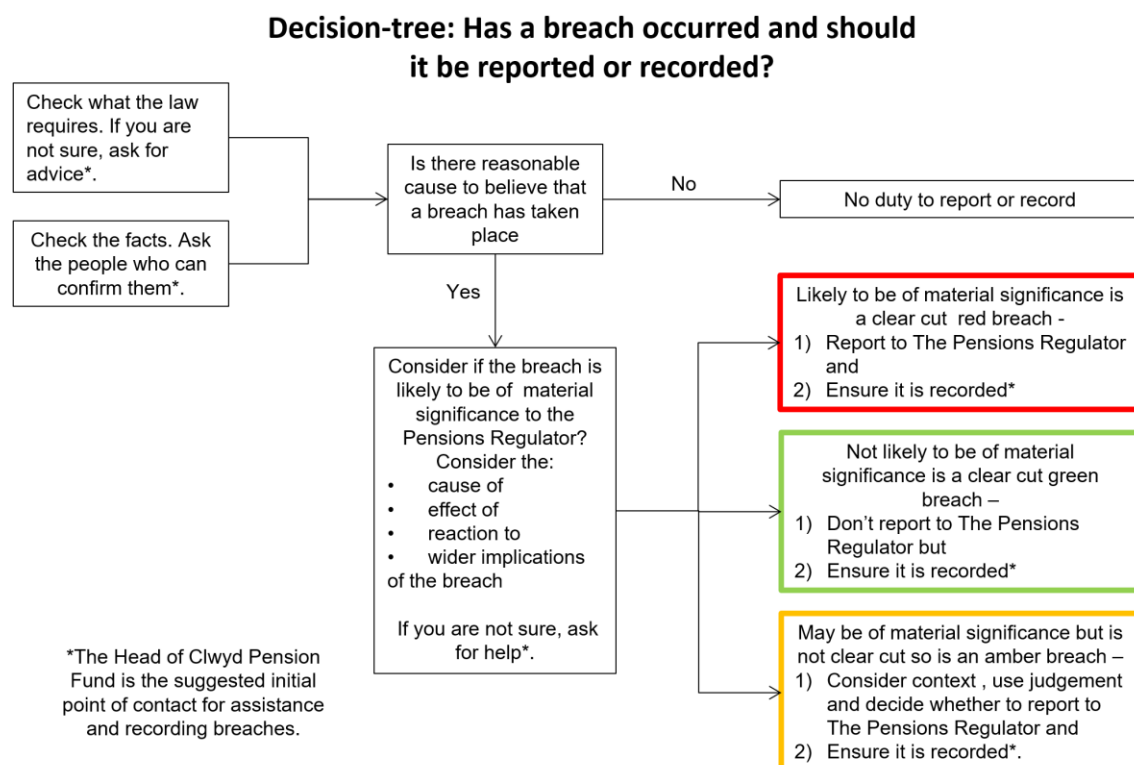 Decision-tree: Has a breach occurred and should
it be reported or recorded?
Check what the law
requires. If you are
not sure, ask for
advice*.
Check the facts. Ask
the people who can
confirm them*.
Is there reasonable
cause to believe that
a breach has taken
place
No
No duty to report or record
Yes
Consider if the breach is
likely to be of material
significance to the
Pensions Regulator?
Consider the:
• cause of
• effect of
• reaction to
• wider implications
of the breach
If you are not sure, ask
for help*.
Likely to be of material significance is
a clear cut red breach -
1) Report to The Pensions Regulator
and
2) Ensure it is recorded*
Not likely to be of material
significance is a clear cut green
breach –
1) Don't report to The Pensions
Regulator but
2) Ensure it is recorded*
May be of material significance but is
not clear cut so is an amber breach –
1) Consider context , use judgement
and decide whether to report to
The Pensions Regulator and
2) Ensure it is recorded*.
*The Head of Clwyd Pension
Fund is the suggested initial
point of contact for assistance
and recording breaches.